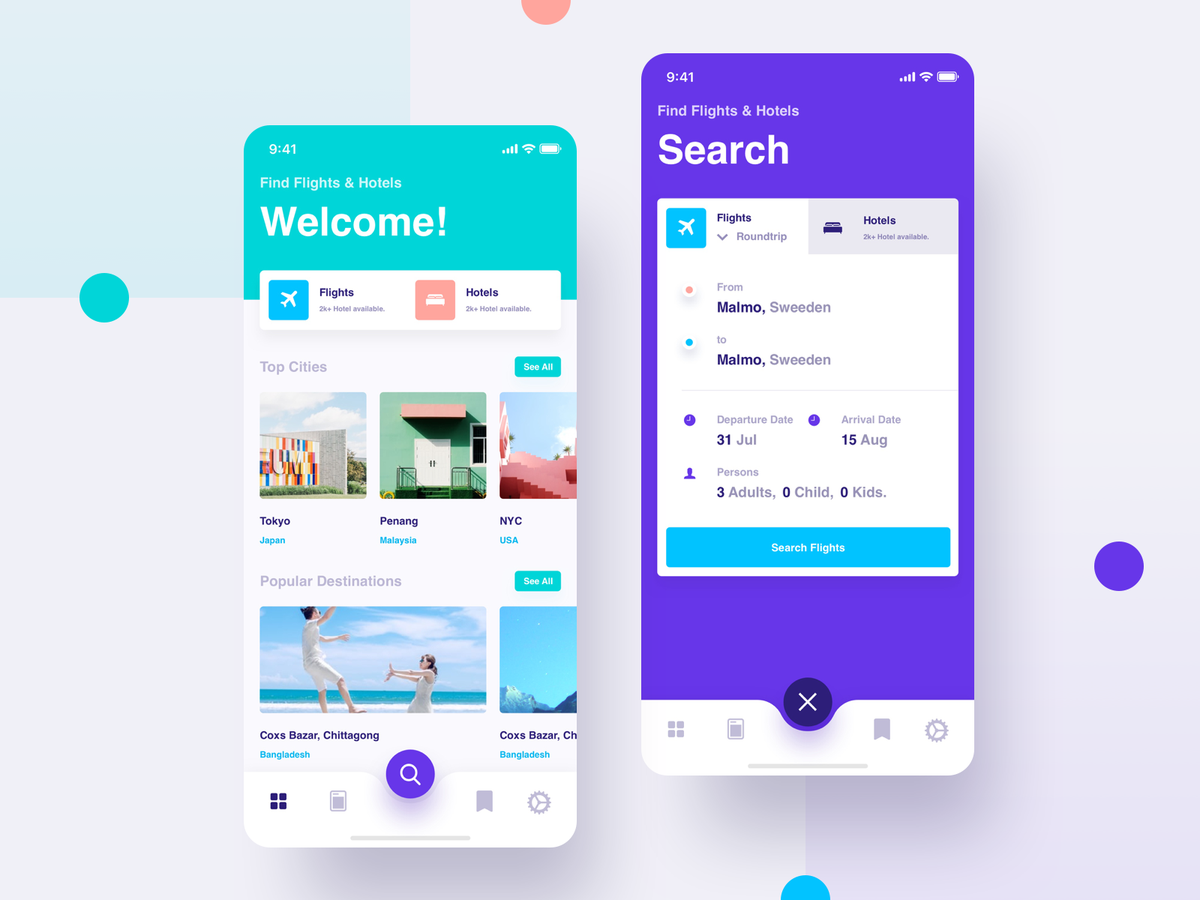 9:41
Find Flights & Hotels
Welcome!
Flights
2k+ Hotel available.
Hotels
2k+ Hotel available.
Top Cities
See All
Tokyo
Japan
Penang
Malaysia
NYC
USA
Popular Destinations
See All
Coxs Bazar, Chittagong
Bangladesh
Coxs Bazar, Ch
Bangladesh
9:41
Find Flights & Hotels
Search
Flights
Roundtrip
Hotels
2k+ Hotel available.
From
Malmo, Sweeden
to
Malmo, Sweeden
Departure Date
31 Jul
Arrival Date
15 Aug
Persons
3 Adults, 0 Child, 0 Kids.
Search Flights